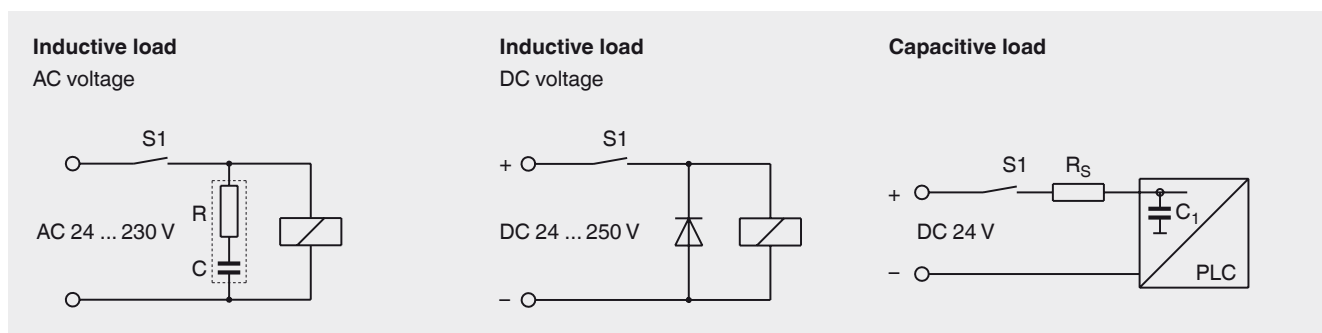 Inductive load
AC voltage
S1
R
AC 24 ... 230 V
C
Inductive load
DC voltage
S1
+
DC 24 ... 250 V
–
Capacitive load
S1 R_S
+
C₁
DC 24 V
–
PLC